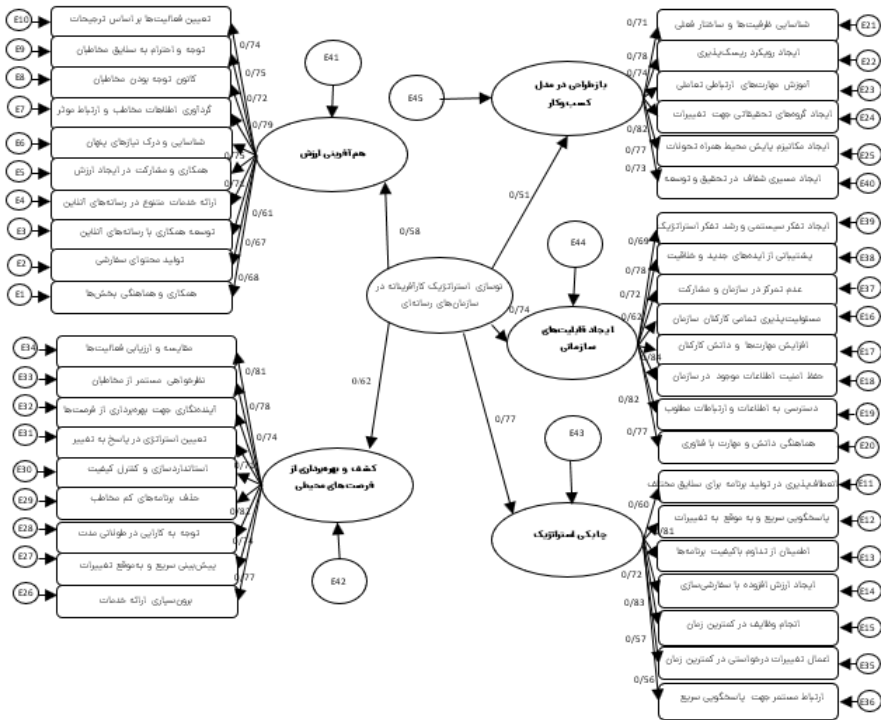 E10
تعیین فعالیت‌ها بر اساس ترجیحات
E9
توجه و احترام به سلایق مخاطبان
E8
کانون توجه بودن مخاطبان
E7
گردآوری اطلاعات مخاطب و ارتباط موثر
E6
شناسایی و درک نیازهای پنهان
E5
همکاری و مشارکت در ایجاد ارزش
E4
ارائه خدمات متنوع در رسانه‌های آنلاین
E3
توسعه همکاری با رسانه‌های آنلاین
E2
تولید محتوای سفارشی
E1
همکاری و هماهنگی بخش‌ها
0/74
0/75
0/72
0/79
0/75
0/61
0/67
0/68
E41
هم‌آفرینی ارزش
0/58
E34
مقایسه و ارزیابی فعالیت‌ها
E33
نظرخواهی مستمر از مخاطبان
E32
آینده‌نگاری جهت بهره‌برداری از فرصت‌ها
E31
تعیین استراتژی در پاسخ به تغییر
E30
استانداردسازی و کنترل کیفیت
E29
حذف برنامه‌های کم مخاطب
E28
توجه به کارایی در طولانی مدت
E27
پیش‌بینی سریع و به‌موقع تغییرات
E26
برون‌سپاری ارائه خدمات
0/81
0/78
0/74
0/82
0/74
0/77
کشف و بهره‌برداری از
فرصت‌های محیطی
E42
0/62
نوسازی استراتژیک کارآفرینانه در
سازمان‌های رسانه‌ای
E45
بازطراحی در مدل
کسب‌وکار
0/51
0/71
0/78
0/74
0/82
0/77
0/73
شناسایی ظرفیت‌ها و ساختار فعلی
E21
ایجاد رویکرد ریسک‌پذیری
E22
آموزش مهارت‌های ارتباطی تعاملی
E23
ایجاد گروه‌های تحقیقاتی جهت تغییرات
E24
ایجاد مکانیزم پایش محیط همراه تحولات
E25
ایجاد مسیری شفاف در تحقیق و توسعه
E40
E44
ایجاد قابلیت‌های
سازمانی
0/74
0/69
0/78
0/72
0/62
0/84
0/82
0/77
ایجاد تفکر سیستمی و رشد تفکر استراتژیک
E39
پشتیبانی از ایده‌های جدید و خلاقیت
E38
عدم تمرکز در سازمان و مشارکت
E37
مسئولیت‌پذیری تمامی کارکنان سازمان
E16
افزایش مهارت‌ها و دانش کارکنان
E17
حفظ امنیت اطلاعات موجود در سازمان
E18
دسترسی به اطلاعات و ارتباطات مطلوب
E19
هماهنگی دانش و مهارت با فناوری
E20
E43
چابکی استراتژیک
0/77
0/60
0/81
0/72
0/83
0/57
0/56
انعطاف‌پذیری در تولید برنامه برای سلایق مختلف
E11
پاسخگویی سریع و به موقع به تغییرات
E12
اطمینان از تداوم باکیفیت برنامه‌ها
E13
ایجاد ارزش افزوده با سفارشی‌سازی
E14
انجام وظایف در کمترین زمان
E15
اعمال تغییرات درخواستی در کمترین زمان
E35
ارتباط مستمر جهت پاسخگویی سریع
E36